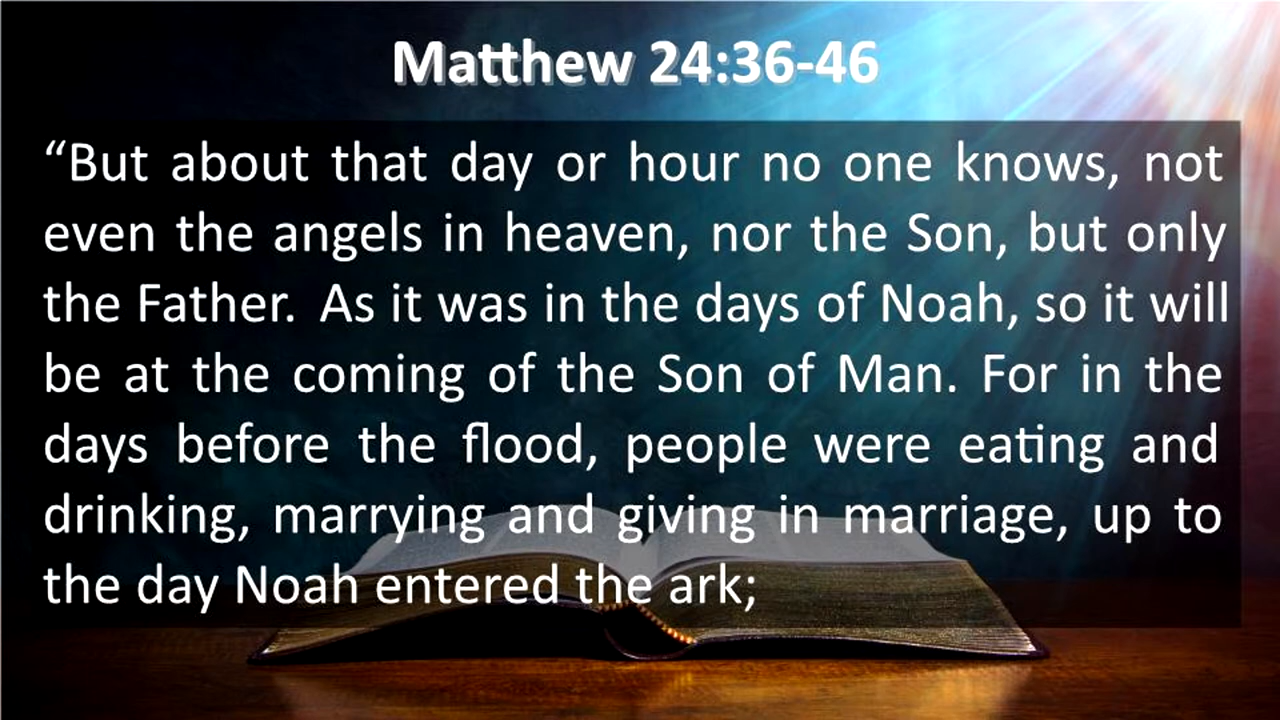 Matthew 24:36-46
“But about that day or hour no one knows, not
even the angels in heaven, nor the Son, but only
the Father. As it was in the days of Noah, so it will
be at the coming of the Son of Man. For in the
days before the flood, people were eating and
drinking, marrying and giving in marriage, up to
the day Noah entered the ark;